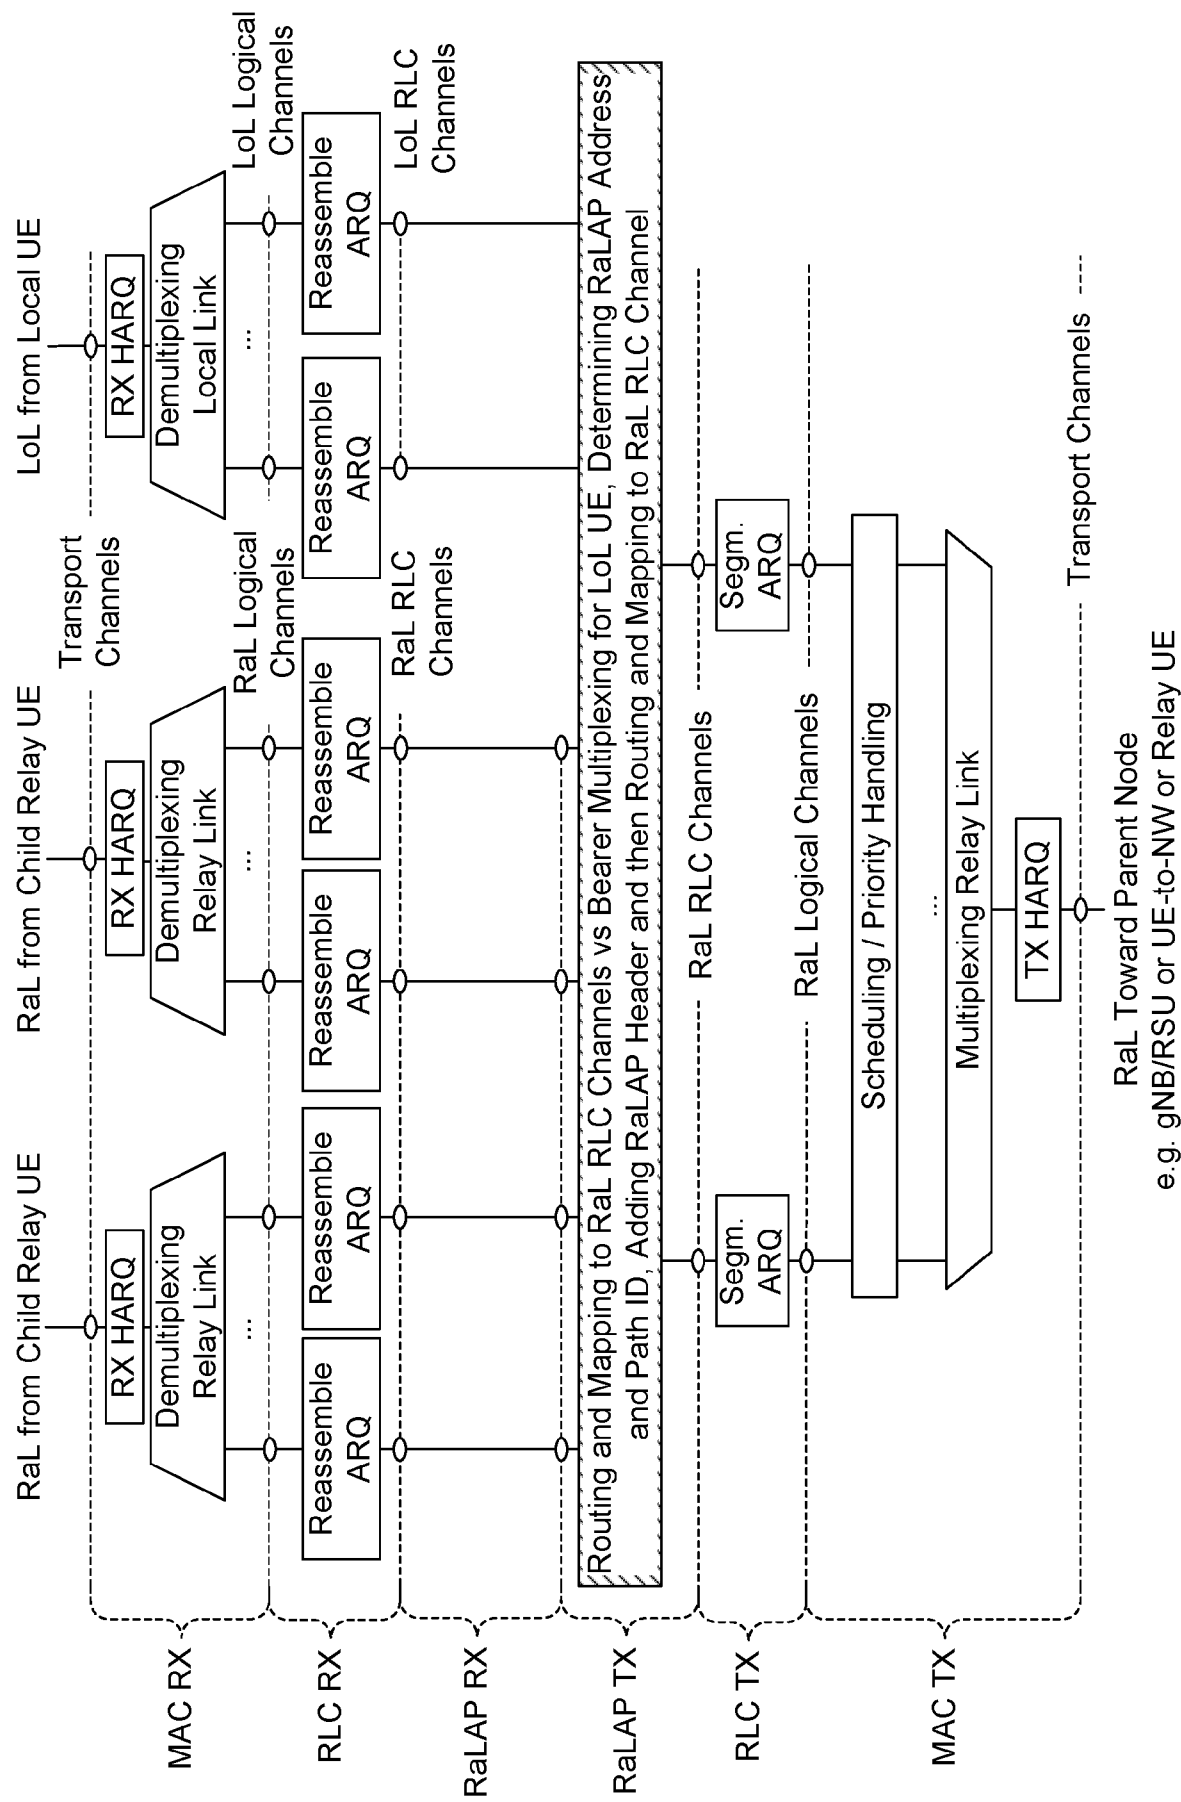 RaL from Child Relay UE
RaL from Child Relay UE
LoL from Local UE
Transport
Channels
MAC RX
RX HARQ
RX HARQ
RX HARQ
Demultiplexing
Relay Link
Demultiplexing
Relay Link
Demultiplexing
Local Link
...
...
...
RaL Logical
Channels
LoL Logical
Channels
RLC RX
Reassemble
ARQ
Reassemble
ARQ
Reassemble
ARQ
Reassemble
ARQ
Reassemble
ARQ
Reassemble
ARQ
RaL RLC
Channels
LoL RLC
Channels
RaLAP RX
RaLAP TX
Routing and Mapping to RaL RLC Channels vs Bearer Multiplexing for LoL UE, Determining RaLAP Address
and Path ID, Adding RaLAP Header and then Routing and Mapping to RaL RLC Channel
RaL RLC Channels
RLC TX
Segm.
ARQ
Segm.
ARQ
RaL Logical Channels
MAC TX
Scheduling / Priority Handling
...
Multiplexing Relay Link
TX HARQ
Transport Channels
RaL Toward Parent Node
e.g. gNB/RSU or UE-to-NW or Relay UE